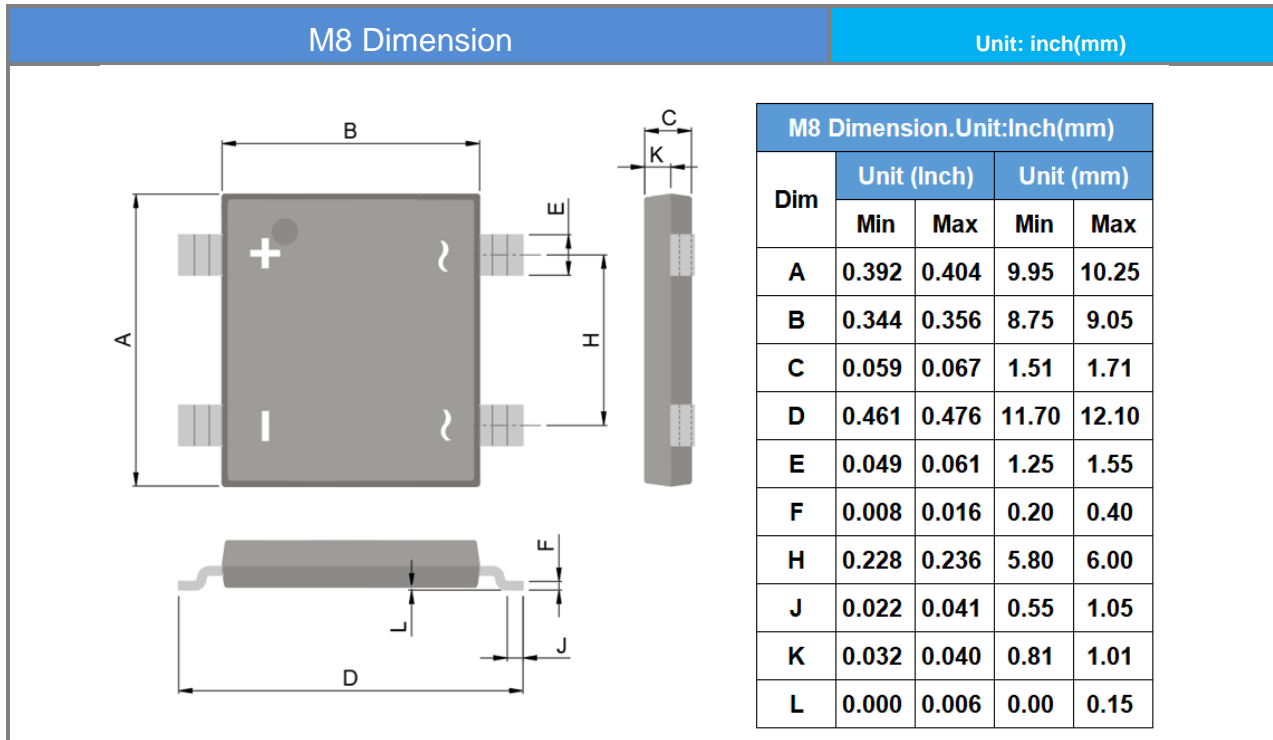 M8 Dimension
Unit: inch(mm)
B
C
K
E
+
~
A
H
−
~
F
L
J
D
M8 Dimension.Unit:Inch(mm)
Dim Unit (Inch) Unit (mm)
Min Max Min Max
A 0.392 0.404 9.95 10.25
B 0.344 0.356 8.75 9.05
C 0.059 0.067 1.51 1.71
D 0.461 0.476 11.70 12.10
E 0.049 0.061 1.25 1.55
F 0.008 0.016 0.20 0.40
H 0.228 0.236 5.80 6.00
J 0.022 0.041 0.55 1.05
K 0.032 0.040 0.81 1.01
L 0.000 0.006 0.00 0.15